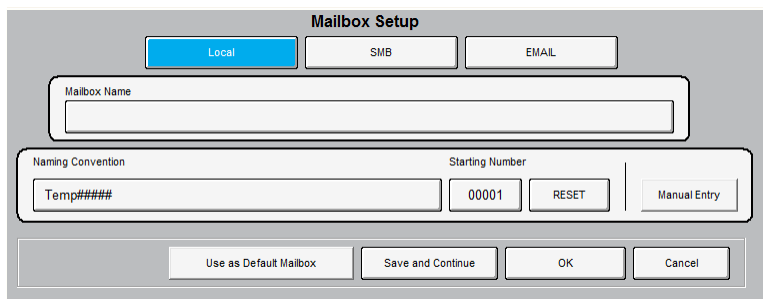 Mailbox Setup
Local SMB EMAIL
Mailbox Name
Naming Convention Starting Number
Temp##### 00001 RESET Manual Entry
Use as Default Mailbox Save and Continue OK Cancel